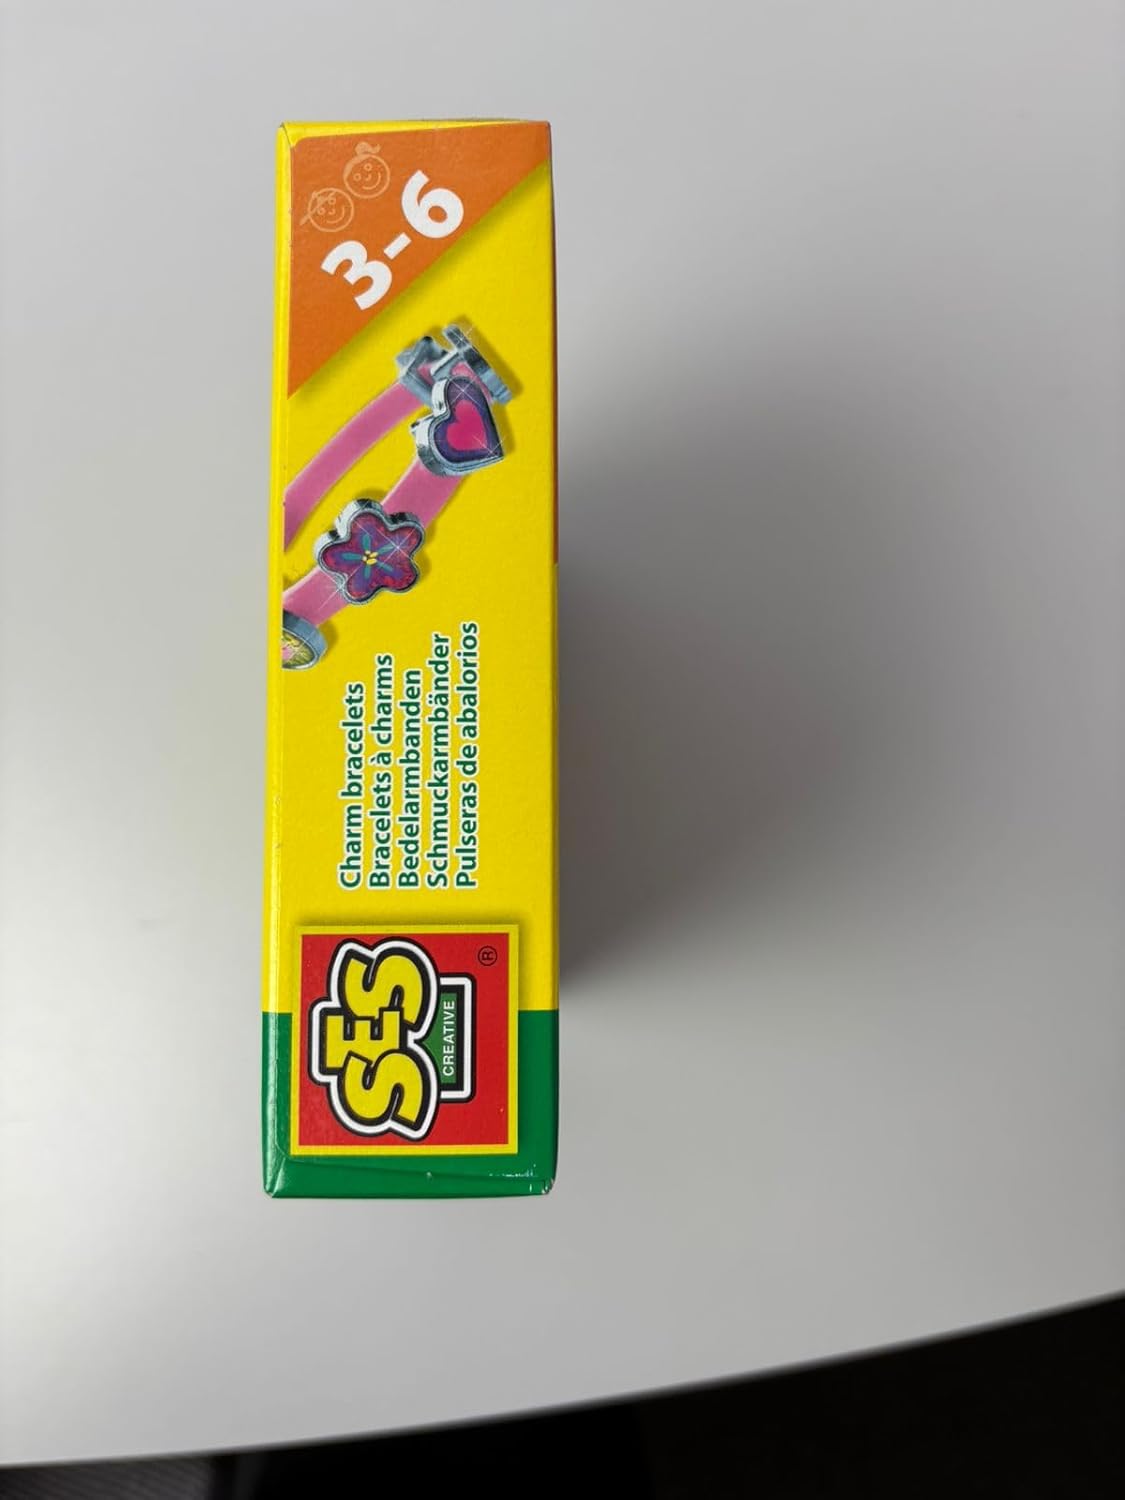 SES
CREATIVE
®
Charm bracelets
Bracelets à charms
Bedelarmbanden
Schmuckarmbänder
Pulseras de abalorios
3-6